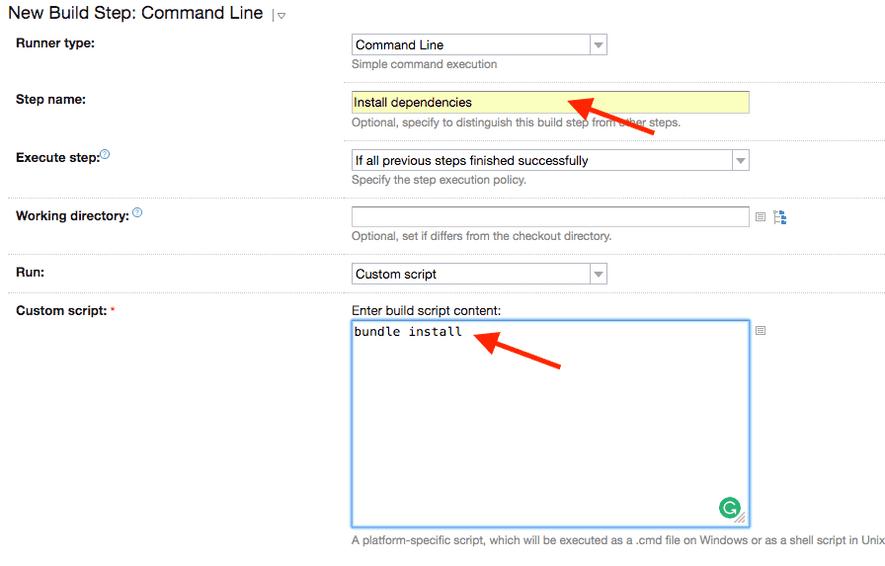 New Build Step: Command Line
Runner type:
Command Line
Simple command execution
Step name:
Install dependencies
Optional, specify to distinguish this build step from other steps.
Execute step:
If all previous steps finished successfully
Specify the step execution policy.
Working directory:
Optional, set if differs from the checkout directory.
Run:
Custom script
Custom script: *
Enter build script content:
bundle install
A platform-specific script, which will be executed as a .cmd file on Windows or as a shell script in Unix